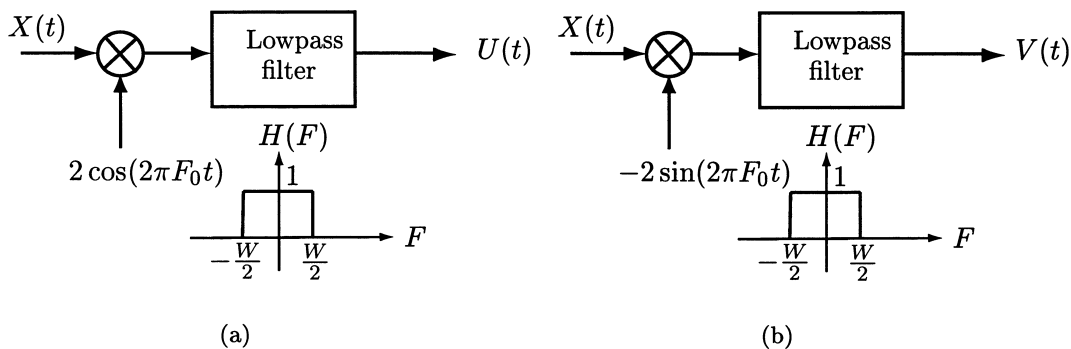 X(t)
Lowpass
filter
U(t)
2 cos(2πF₀t)
H(F)
1
F
−W/2
W/2
(a)
X(t)
Lowpass
filter
V(t)
−2 sin(2πF₀t)
H(F)
1
F
−W/2
W/2
(b)